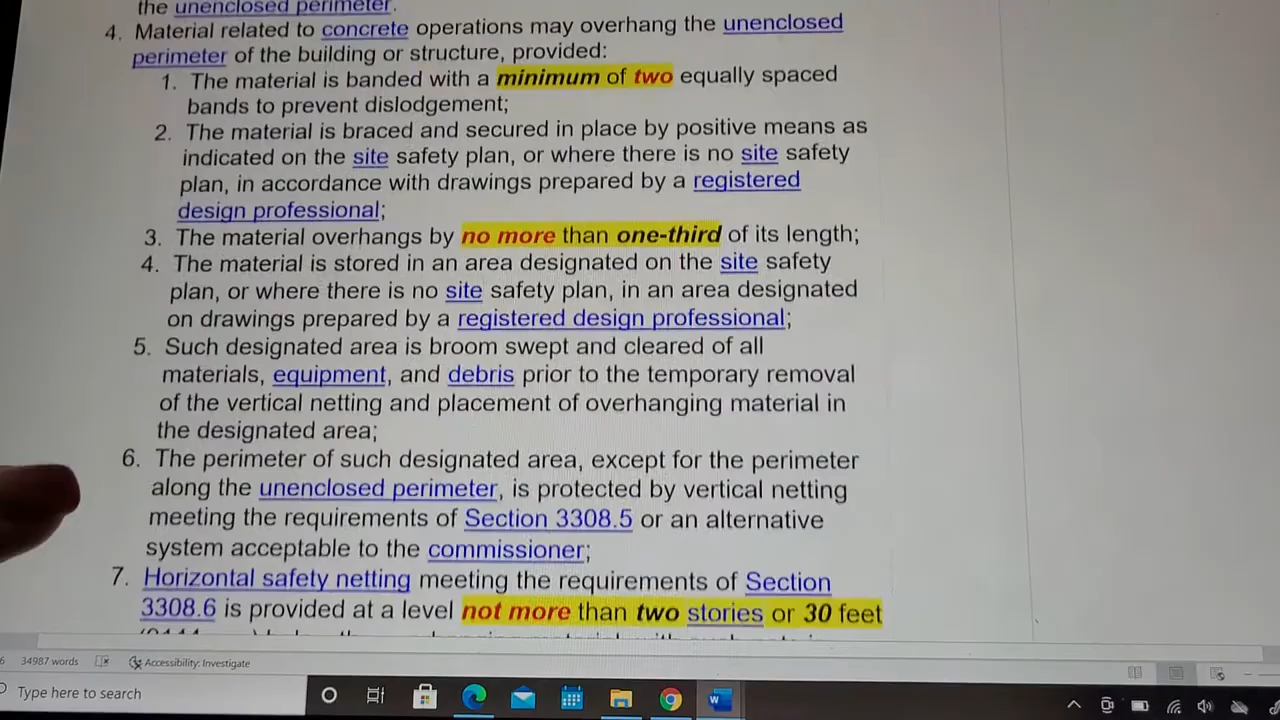 the unenclosed perimeter.
4. Material related to concrete operations may overhang the unenclosed
perimeter of the building or structure, provided:
1. The material is banded with a minimum of two equally spaced
bands to prevent dislodgement;
2. The material is braced and secured in place by positive means as
indicated on the site safety plan, or where there is no site safety
plan, in accordance with drawings prepared by a registered
design professional;
3. The material overhangs by no more than one-third of its length;
4. The material is stored in an area designated on the site safety
plan, or where there is no site safety plan, in an area designated
on drawings prepared by a registered design professional;
5. Such designated area is broom swept and cleared of all
materials, equipment, and debris prior to the temporary removal
of the vertical netting and placement of overhanging material in
the designated area;
6. The perimeter of such designated area, except for the perimeter
along the unenclosed perimeter, is protected by vertical netting
meeting the requirements of Section 3308.5 or an alternative
system acceptable to the commissioner;
7. Horizontal safety netting meeting the requirements of Section
3308.6 is provided at a level not more than two stories or 30 feet
6 34987 words Accessibility: Investigate
Type here to search
W